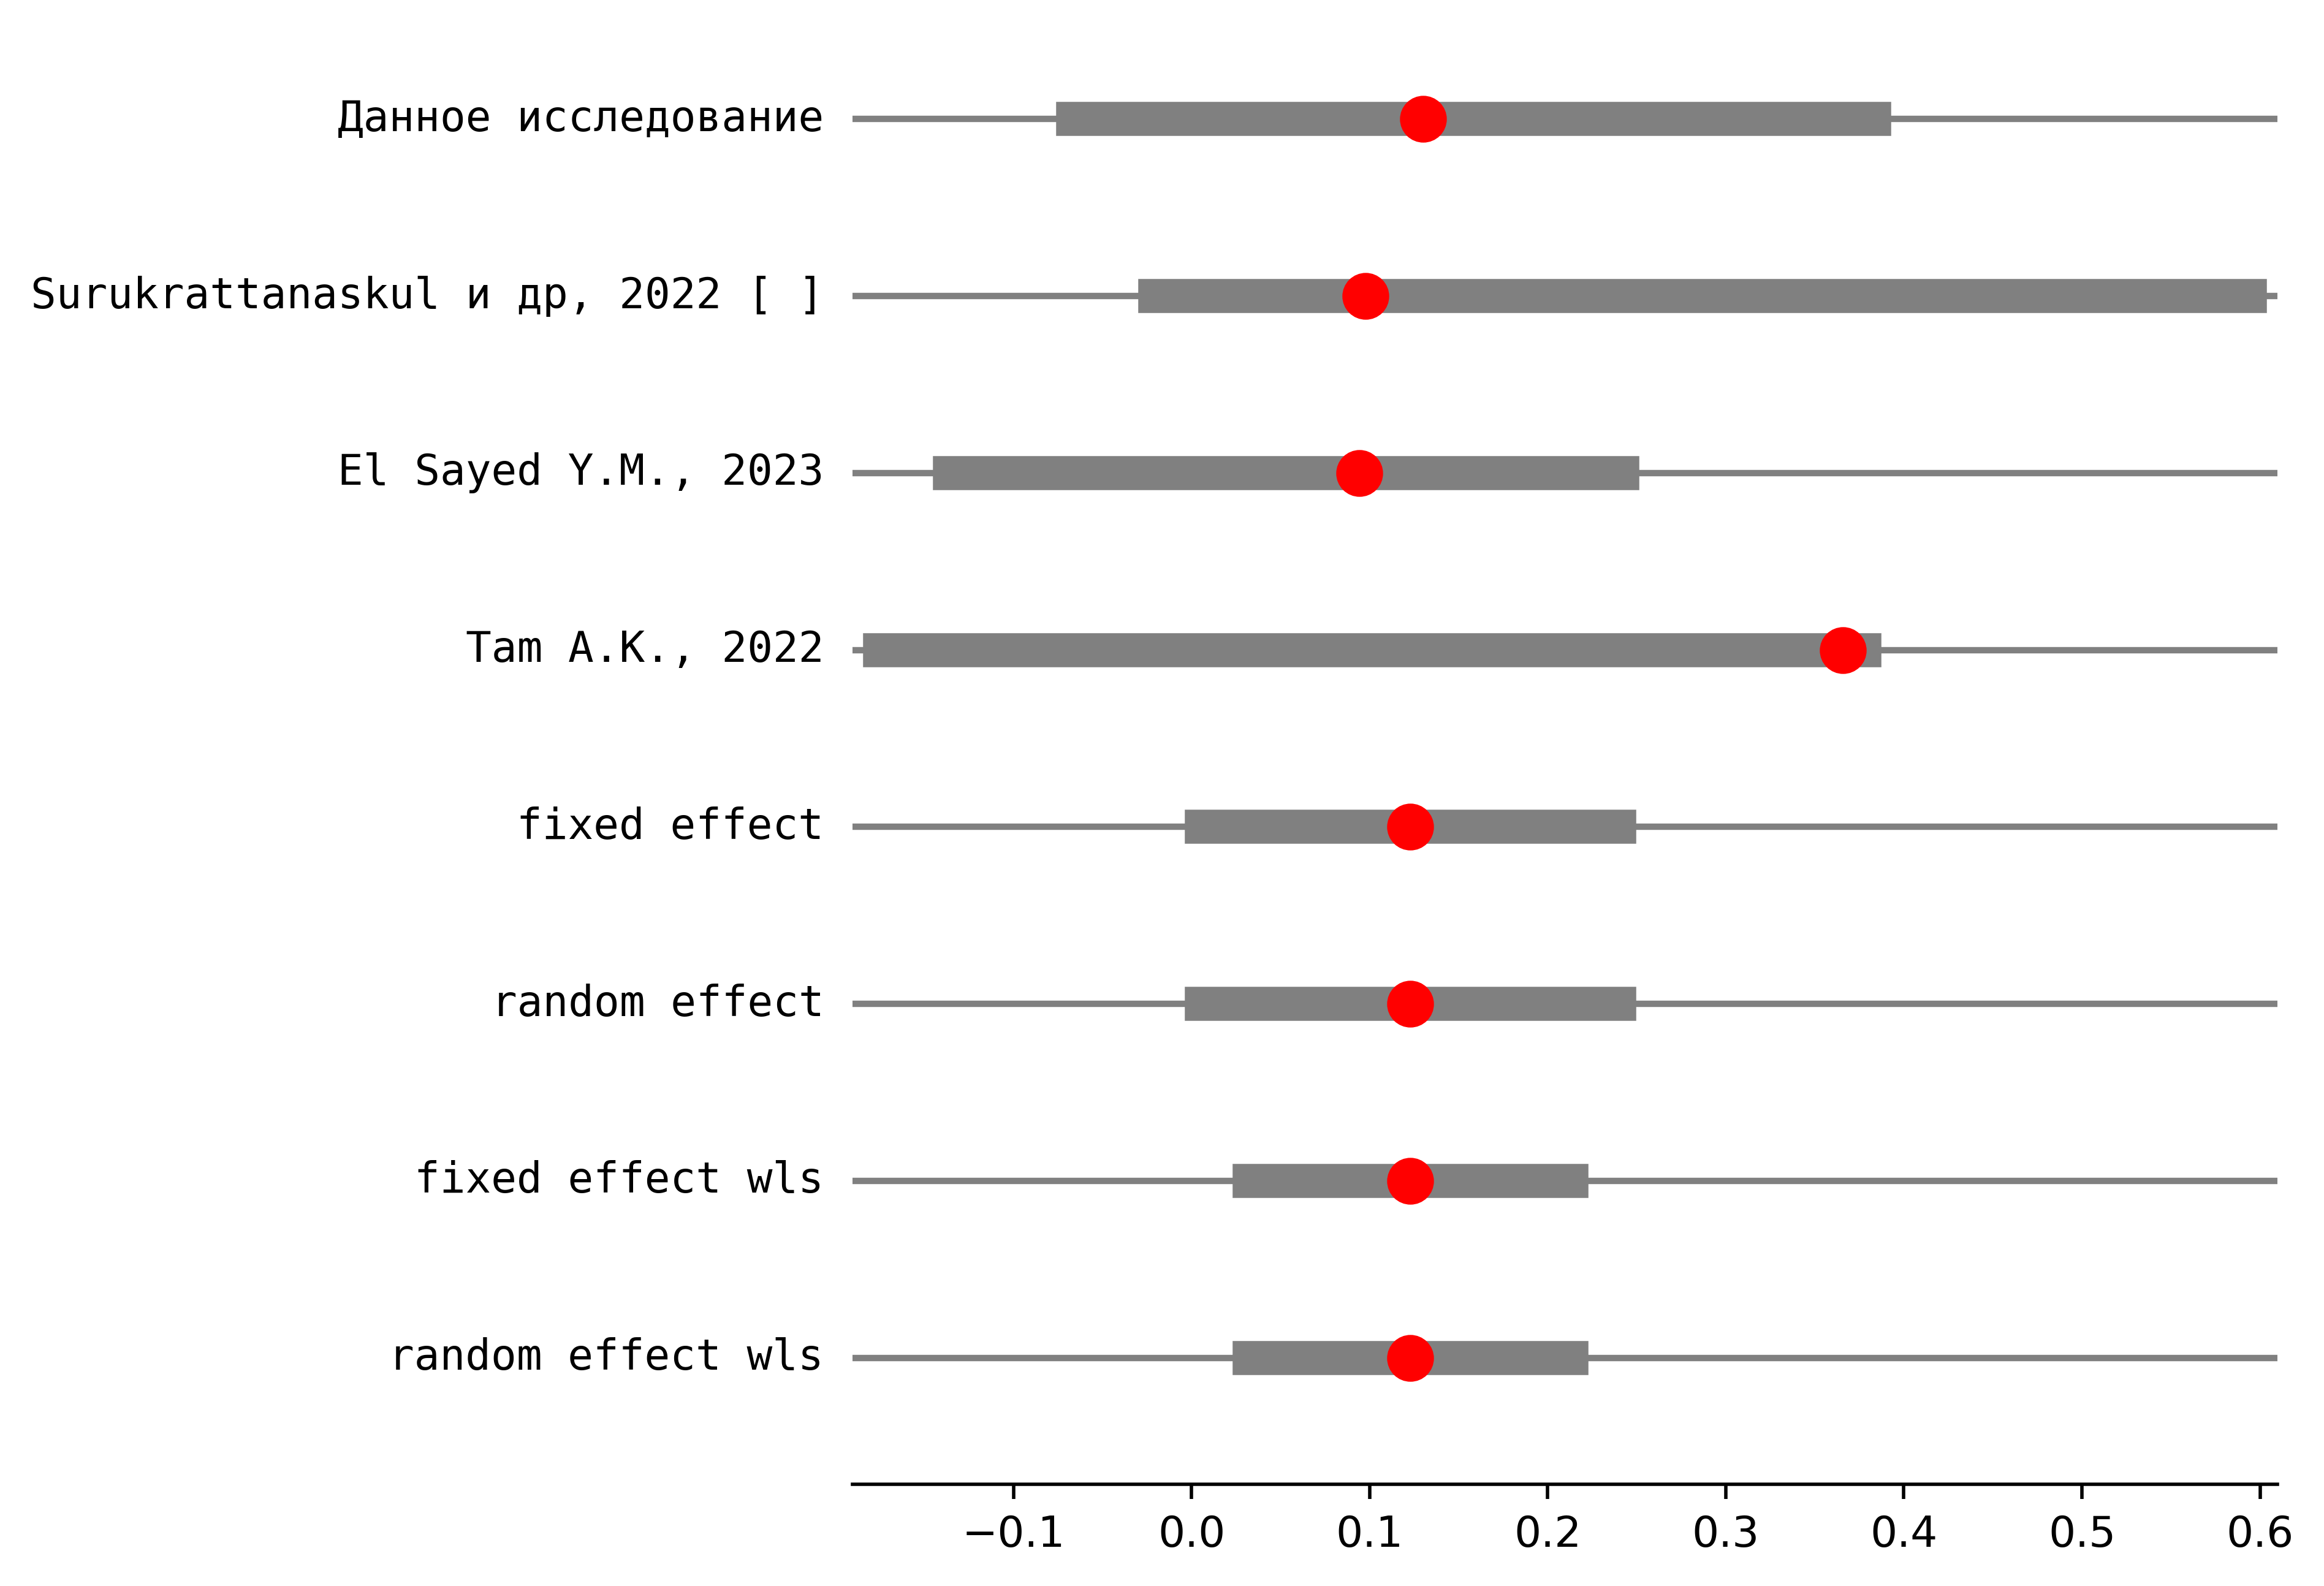 Данное исследование
Surukrattanaskul и др, 2022 [ ]
El Sayed Y.M., 2023
Tam A.K., 2022
fixed effect
random effect
fixed effect wls
random effect wls
−0.1 0.0 0.1 0.2 0.3 0.4 0.5 0.6